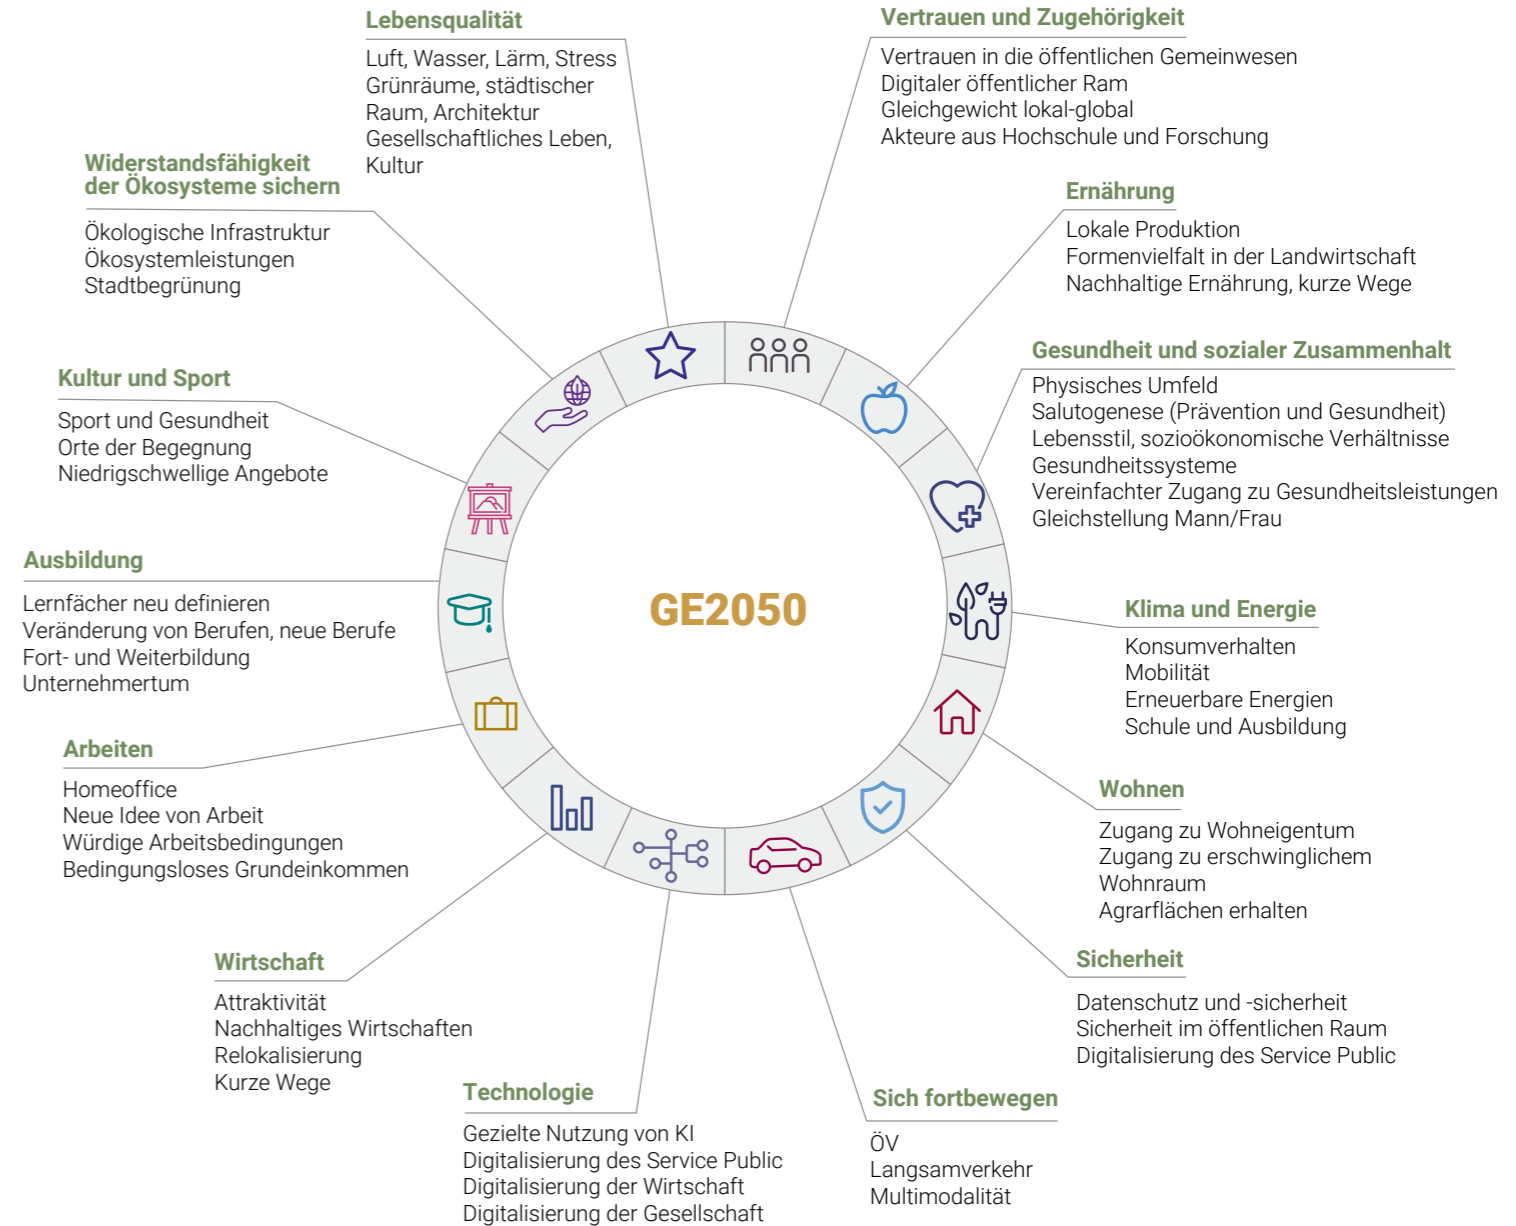 Lebensqualität
Luft, Wasser, Lärm, Stress
Grünräume, städtischer
Raum, Architektur
Gesellschaftliches Leben,
Kultur
Vertrauen und Zugehörigkeit
Vertrauen in die öffentlichen Gemeinwesen
Digitaler öffentlicher Ram
Gleichgewicht lokal-global
Akteure aus Hochschule und Forschung
Widerstandsfähigkeit
der Ökosysteme sichern
Ökologische Infrastruktur
Ökosystemleistungen
Stadtbegrünung
Ernährung
Lokale Produktion
Formenvielfalt in der Landwirtschaft
Nachhaltige Ernährung, kurze Wege
Gesundheit und sozialer Zusammenhalt
Physisches Umfeld
Salutogenese (Prävention und Gesundheit)
Lebensstil, sozioökonomische Verhältnisse
Gesundheitssysteme
Vereinfachter Zugang zu Gesundheitsleistungen
Gleichstellung Mann/Frau
Kultur und Sport
Sport und Gesundheit
Orte der Begegnung
Niedrigschwellige Angebote
Ausbildung
Lernfächer neu definieren
Veränderung von Berufen, neue Berufe
Fort- und Weiterbildung
Unternehmertum
GE2050
Klima und Energie
Konsumverhalten
Mobilität
Erneuerbare Energien
Schule und Ausbildung
Arbeiten
Homeoffice
Neue Idee von Arbeit
Würdige Arbeitsbedingungen
Bedingungsloses Grundeinkommen
Wohnen
Zugang zu Wohneigentum
Zugang zu erschwinglichem
Wohnraum
Agrarflächen erhalten
Wirtschaft
Attraktivität
Nachhaltiges Wirtschaften
Relokalisierung
Kurze Wege
Sicherheit
Datenschutz und -sicherheit
Sicherheit im öffentlichen Raum
Digitalisierung des Service Public
Technologie
Gezielte Nutzung von KI
Digitalisierung des Service Public
Digitalisierung der Wirtschaft
Digitalisierung der Gesellschaft
Sich fortbewegen
ÖV
Langsamverkehr
Multimodalität